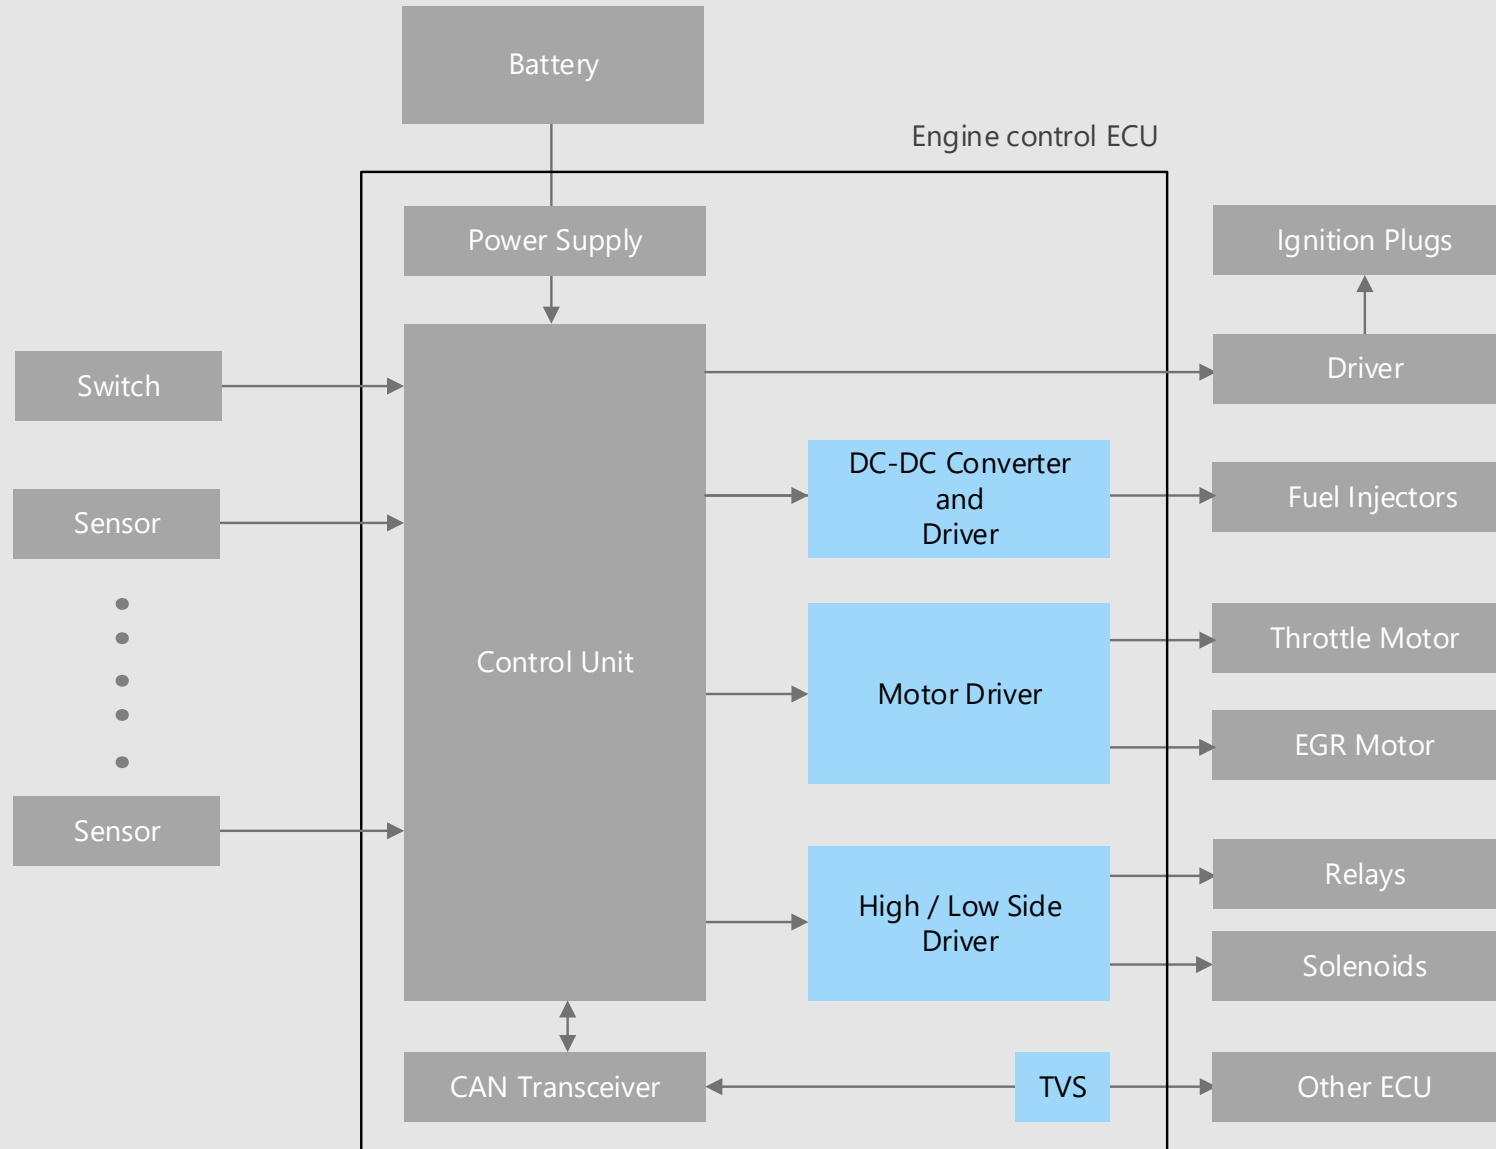 Battery
Engine control ECU
Power Supply
Ignition Plugs
Switch
Driver
DC-DC Converter
and
Driver
Fuel Injectors
Sensor
Control Unit
Throttle Motor
Motor Driver
EGR Motor
Sensor
High / Low Side
Driver
Relays
Solenoids
CAN Transceiver
TVS
Other ECU